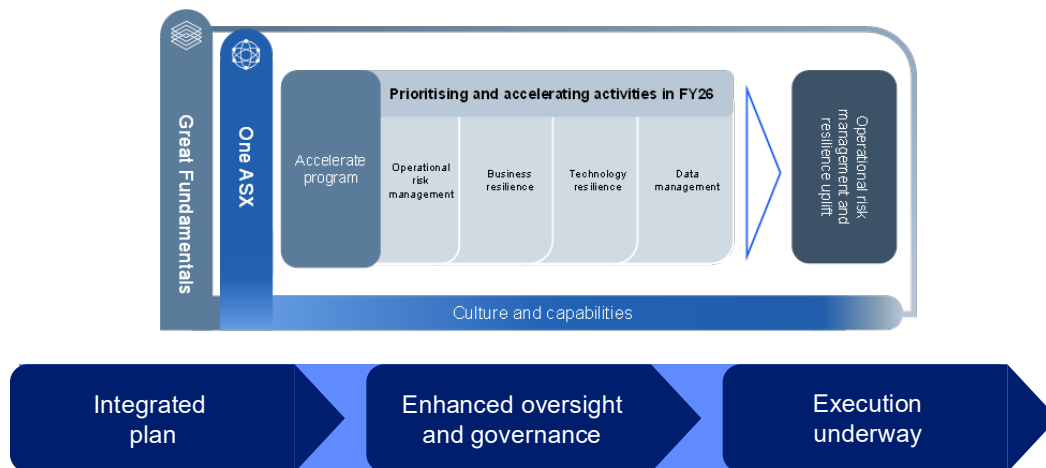 Great Fundamentals
One ASX
Prioritising and accelerating activities in FY26
Accelerate
program
Operational
risk
management
Business
resilience
Technology
resilience
Data
management
Operational risk
management and
resilience uplift
Culture and capabilities
Integrated
plan
Enhanced oversight
and governance
Execution
underway